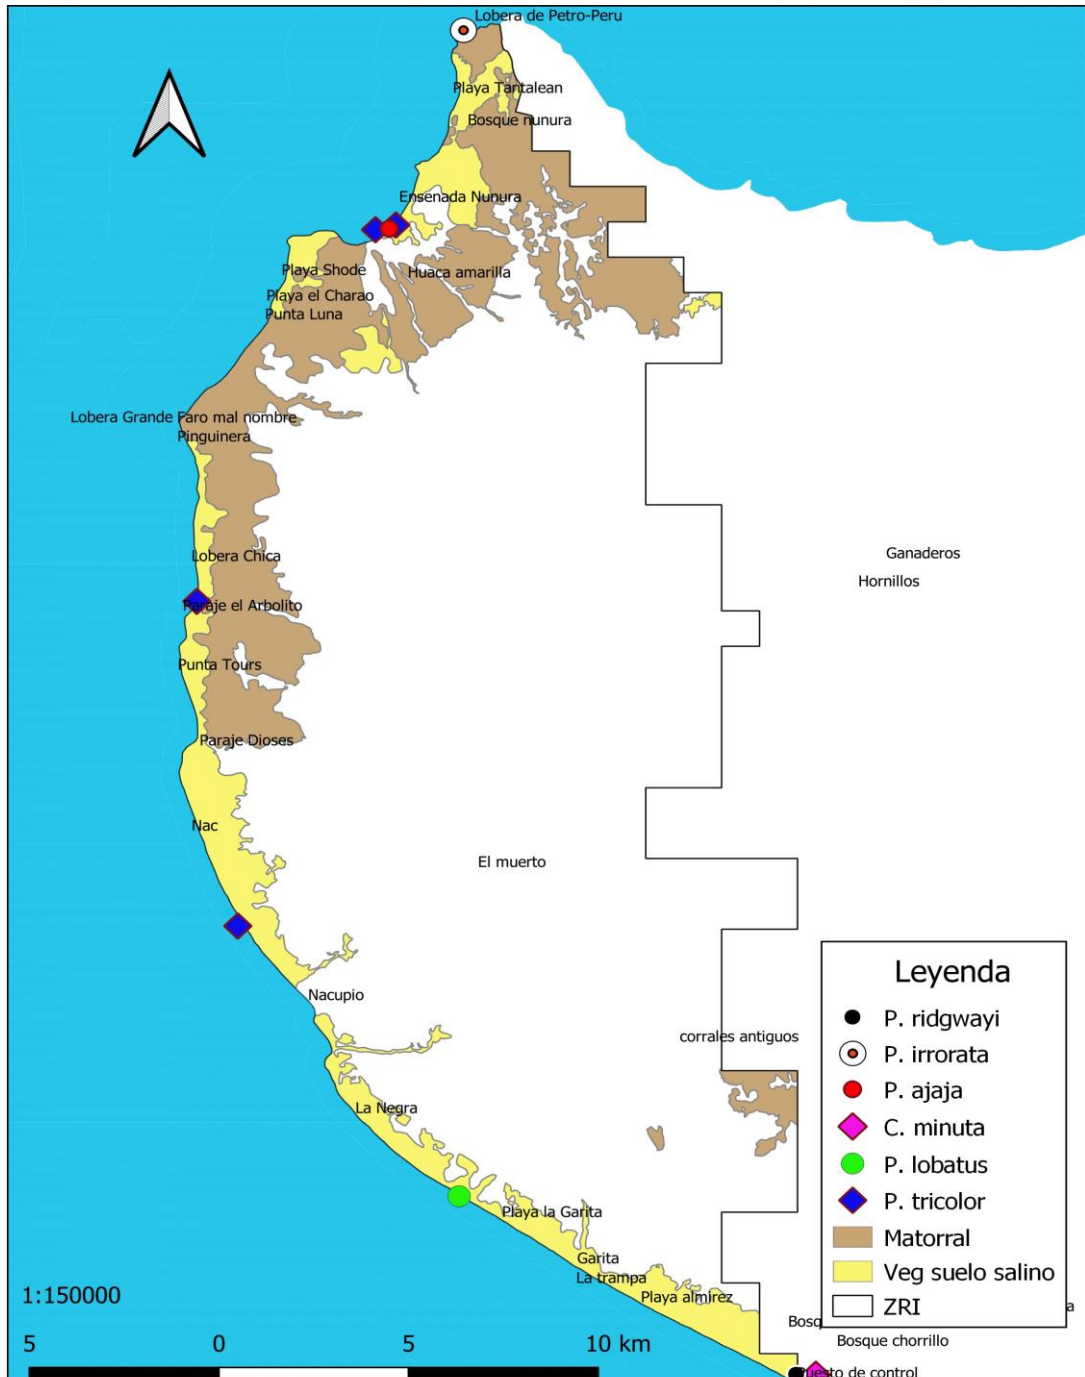 Lobera de Petro-Peru
Playa Tantalean
Bosque nunura
Ensenada Nunura
Playa Shode
Huaca amarilla
Playa el Charao
Punta Luna
Lobera Grande Faro mal nombre
Pinguinera
Lobera Chica
Ganaderos
Hornillos
Paraje el Arbolito
Punta Tours
Paraje Dioses
Nac
El muerto
Nacupio
corrales antiguos
La Negra
Playa la Garita
Garita
La trampa
Playa almirez
Leyenda
P. ridgwayi
P. irrorata
P. ajaja
C. minuta
P. lobatus
P. tricolor
Matorral
Veg suelo salino
ZRI
a
Bosque chorrillo
Puesto de control
1:150000
5 0 5 10 km